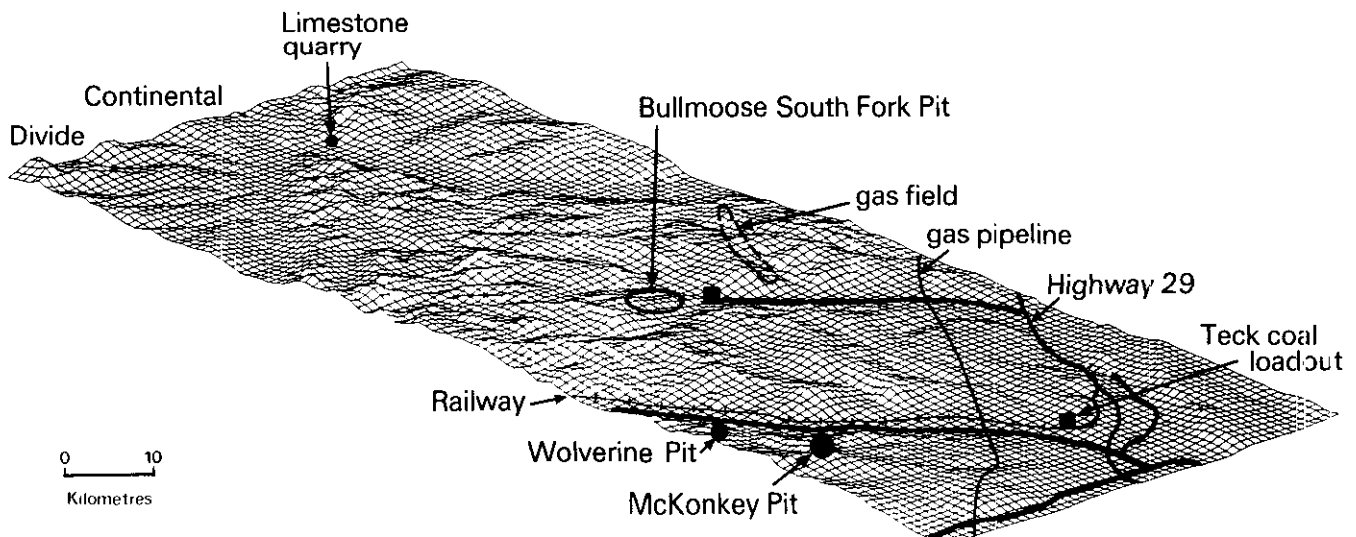 Limestone
quarry
Continental
Divide
Bullmoose South Fork Pit
gas field
gas pipeline
Highway 29
Teck coal
loadout
Railway
Wolverine Pit
McKonkey Pit
0 10
Kilometres